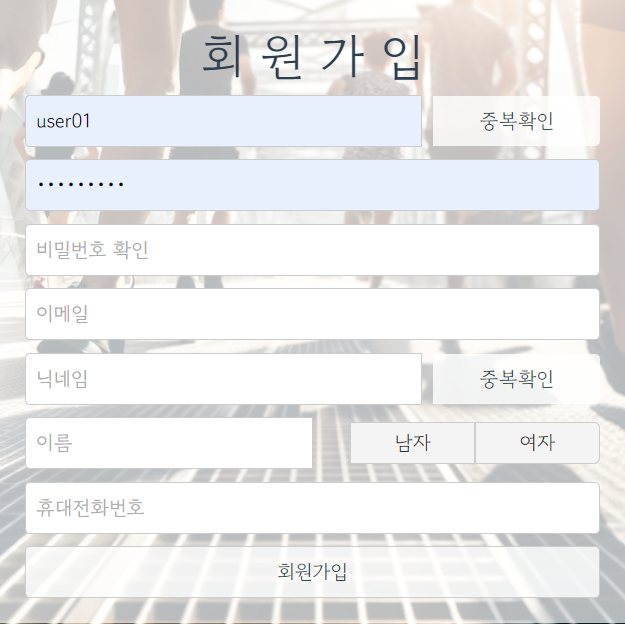 회원가입
user01 중복확인
•••••••••
비밀번호 확인
이메일
닉네임 중복확인
이름 남자 여자
휴대전화번호
회원가입